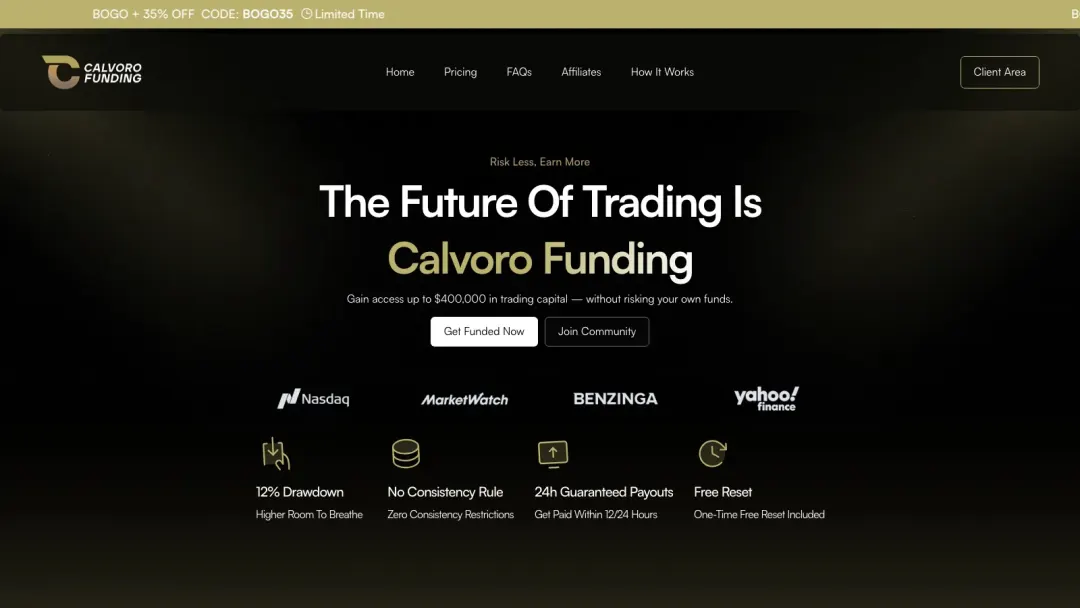 BOGO + 35% OFF CODE: BOGO35 Limited Time
B
CALVORO
FUNDING
Home Pricing FAQs Affiliates How It Works
Client Area
Risk Less, Earn More
The Future Of Trading Is
Calvoro Funding
Gain access up to $400,000 in trading capital — without risking your own funds.
Get Funded Now Join Community
Nasdaq MarketWatch BENZINGA yahoo!
finance
12% Drawdown No Consistency Rule 24h Guaranteed Payouts Free Reset
Higher Room To Breathe Zero Consistency Restrictions Get Paid Within 12/24 Hours One-Time Free Reset Included